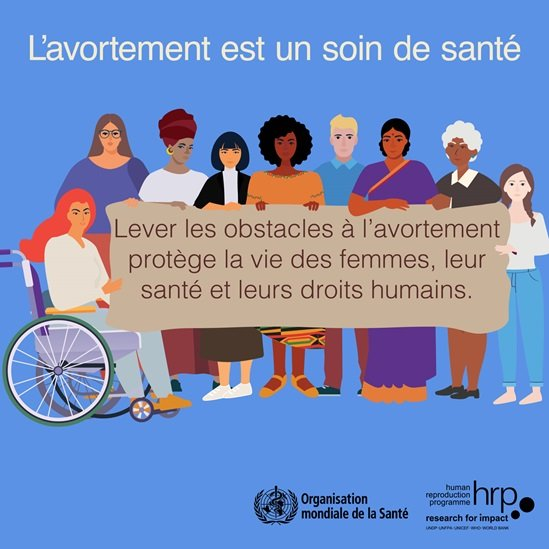 L'avortement est un soin de santé
Lever les obstacles à l'avortement
protège la vie des femmes, leur
santé et leurs droits humains.
Organisation
mondiale de la Santé
human
reproduction
programme
hrp
research for impact
UNDP·UNFPA·UNICEF·WHO·WORLD BANK